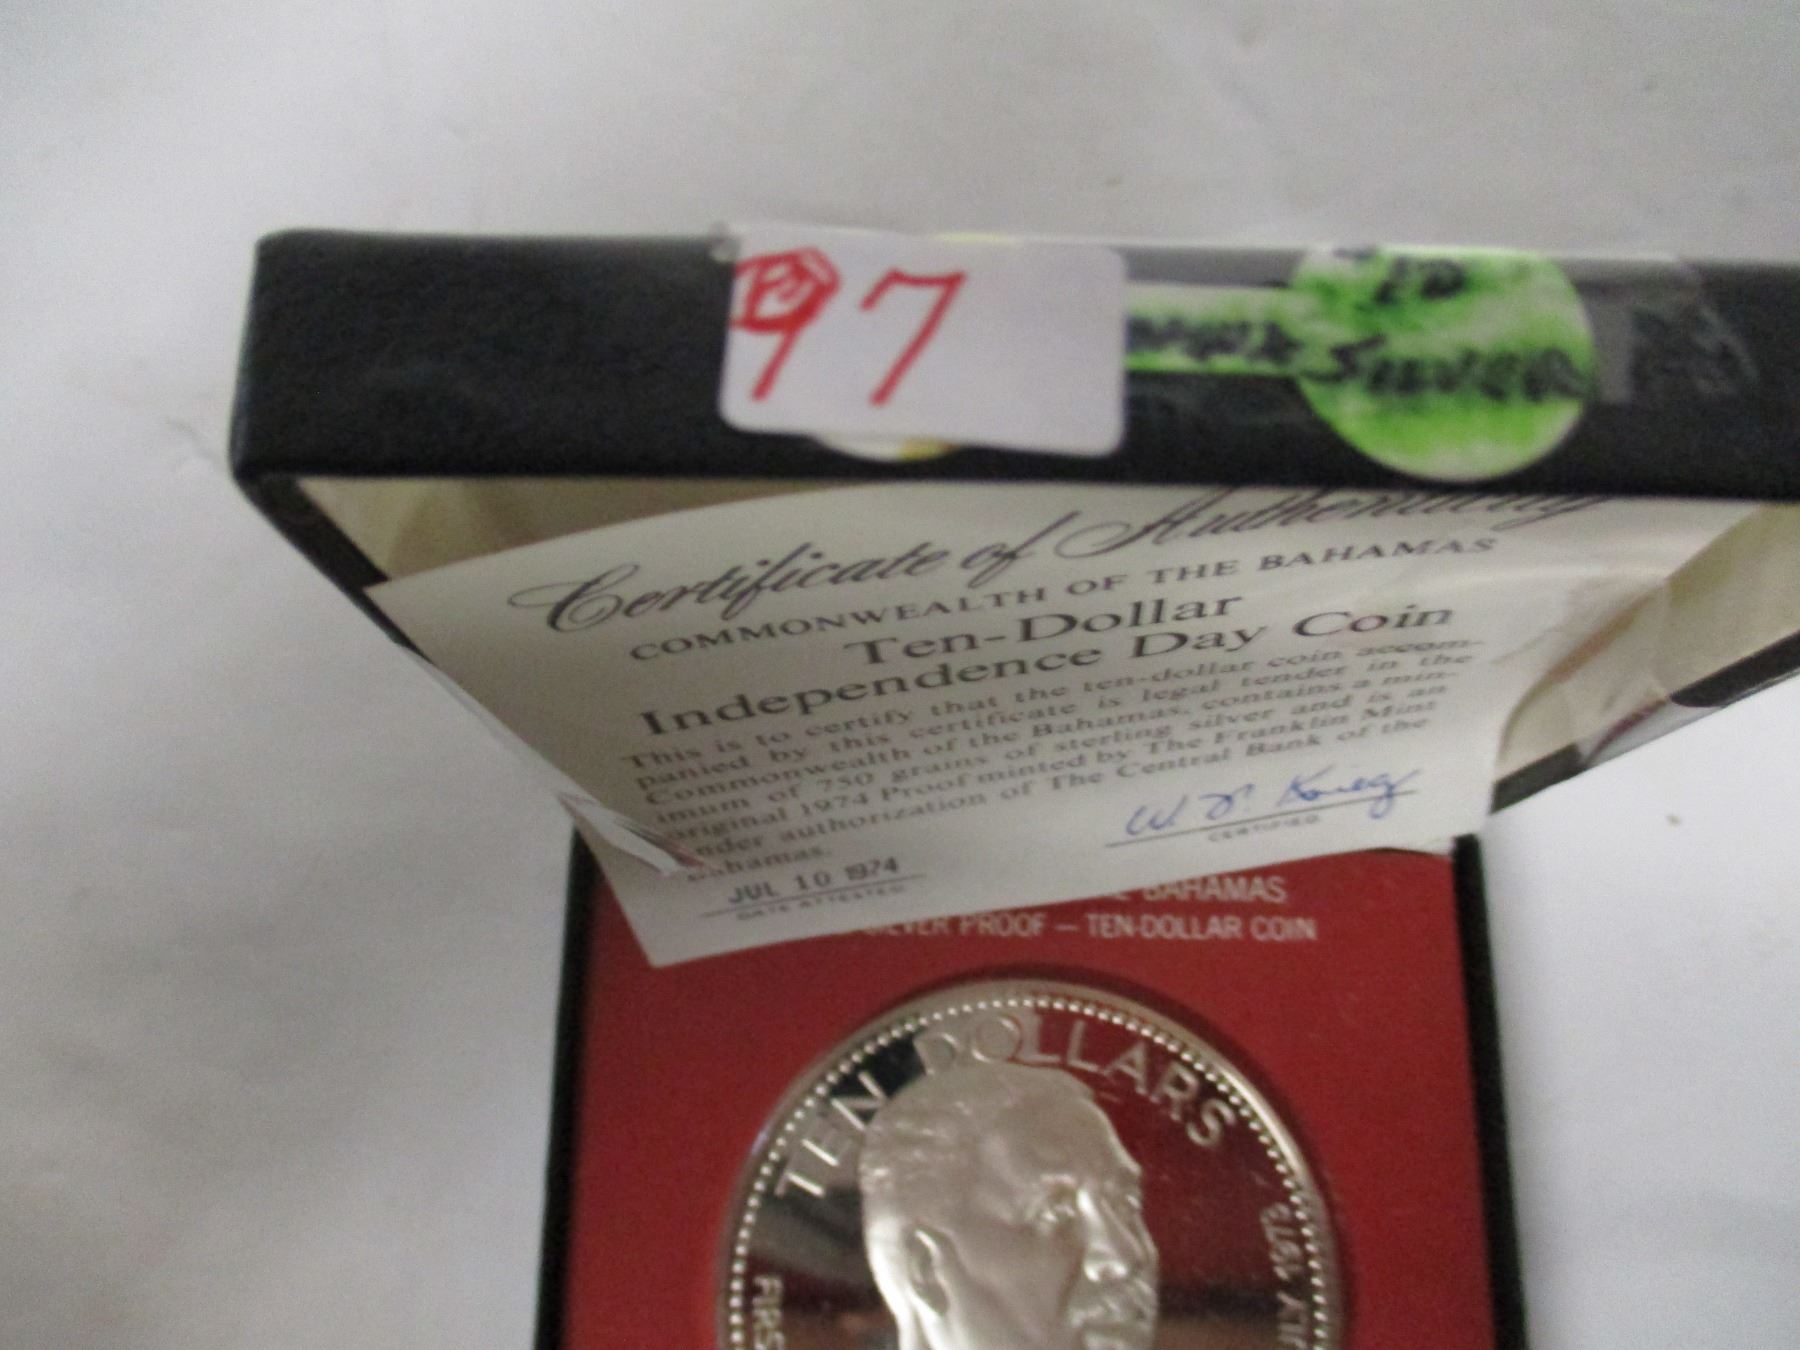 97
SILVER
Certificate of Authenticity
COMMONWEALTH OF THE BAHAMAS
Ten-Dollar
Independence Day Coin
This is to certify that the ten-dollar coin accom-
panied by this certificate is legal tender in the
Commonwealth of the Bahamas, contains a min-
imum of 750 grains of sterling silver and is an
original 1974 Proof minted by The Franklin Mint
under authorization of The Central Bank of the
Bahamas.
JUL 10 1974
DATE ATTESTED
W. Krieg
CERTIFIED
BAHAMAS
SILVER PROOF — TEN-DOLLAR COIN
TEN DOLLARS
FIRS